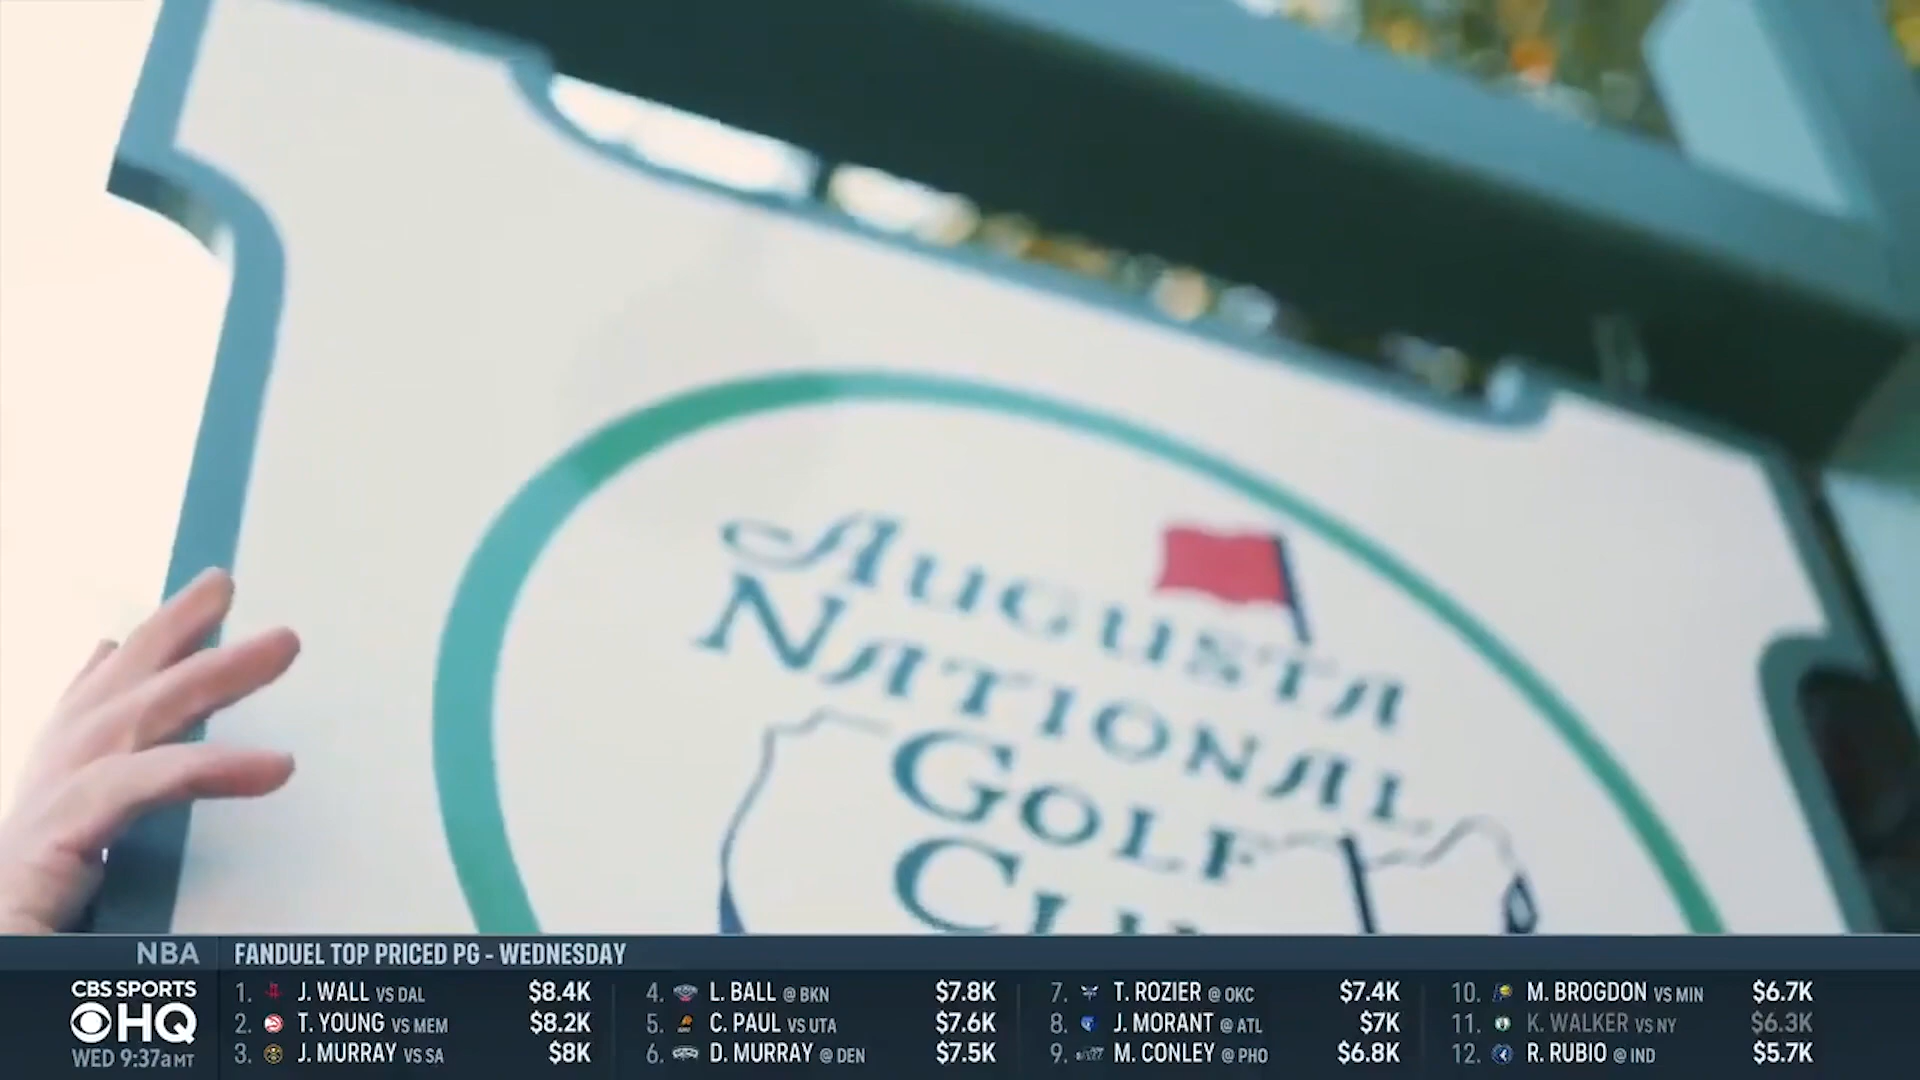 AUGUSTA
NATIONAL
GOLF
NBA
FANDUEL TOP PRICED PG - WEDNESDAY
CBS SPORTS
HQ
WED 9:37a MT
1. J. WALL VS DAL $8.4K
2. T. YOUNG VS MEM $8.2K
3. J. MURRAY VS SA $8K
4. L. BALL @ BKN $7.8K
5. C. PAUL VS UTA $7.6K
6. D. MURRAY @ DEN $7.5K
7. T. ROZIER @ OKC $7.4K
8. J. MORANT @ ATL $7K
9. M. CONLEY @ PHO $6.8K
10. M. BROGDON VS MIN $6.7K
11. K. WALKER VS NY $6.3K
12. R. RUBIO @ IND $5.7K